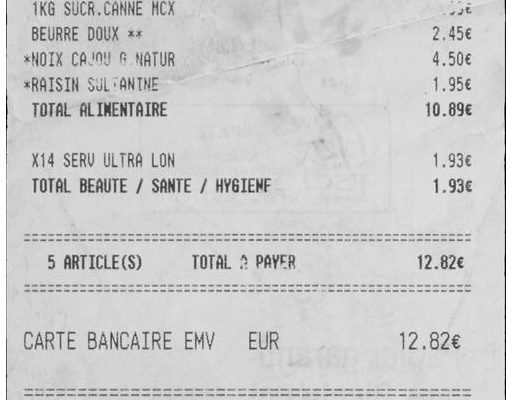 1KG SUCR.CANNE MCX
BEURRE DOUX ** 2.45€
*NOIX CAJOU G.NATUR 4.50€
*RAISIN SULTANINE 1.95€
TOTAL ALIMENTAIRE 10.89€
X14 SERV ULTRA LON 1.93€
TOTAL BEAUTE / SANTE / HYGIENE 1.93€
================================================
5 ARTICLE(S) TOTAL A PAYER 12.82€
================================================
CARTE BANCAIRE EMV EUR 12.82€
================================================